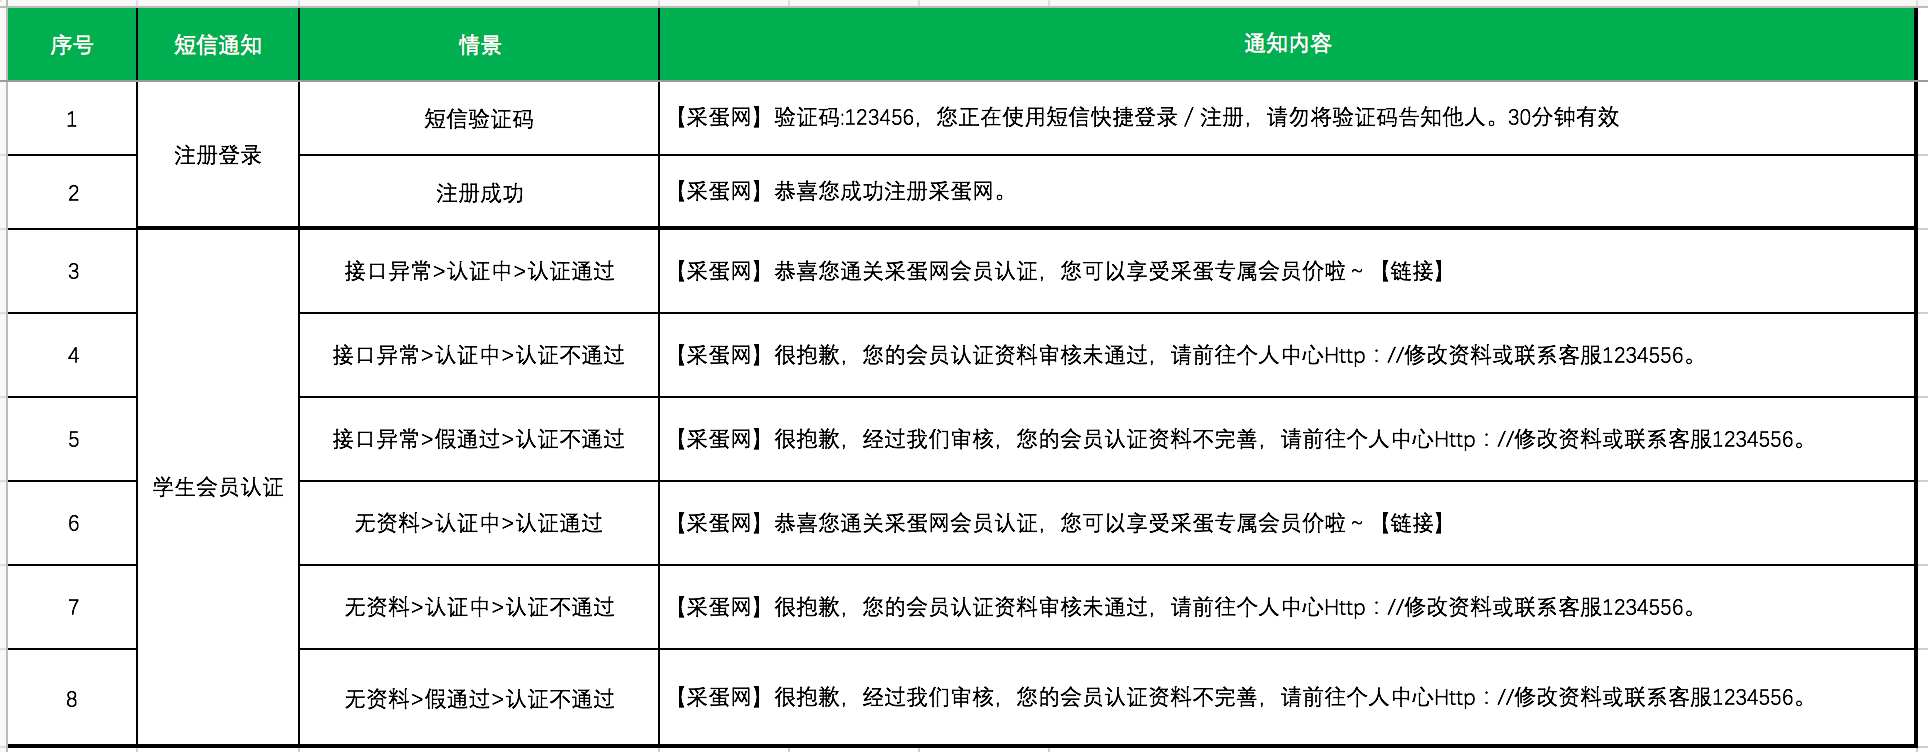 序号 短信通知 情景 通知内容
1 注册登录 短信验证码 【采蛋网】验证码:123456，您正在使用短信快捷登录 / 注册，请勿将验证码告知他人。30分钟有效
2 注册成功 【采蛋网】恭喜您成功注册采蛋网。
3 学生会员认证 接口异常>认证中>认证通过 【采蛋网】恭喜您通关采蛋网会员认证，您可以享受采蛋专属会员价啦～【链接】
4 接口异常>认证中>认证不通过 【采蛋网】很抱歉，您的会员认证资料审核未通过，请前往个人中心Http：//修改资料或联系客服1234556。
5 接口异常>假通过>认证不通过 【采蛋网】很抱歉，经过我们审核，您的会员认证资料不完善，请前往个人中心Http：//修改资料或联系客服1234556。
6 无资料>认证中>认证通过 【采蛋网】恭喜您通关采蛋网会员认证，您可以享受采蛋专属会员价啦～【链接】
7 无资料>认证中>认证不通过 【采蛋网】很抱歉，您的会员认证资料审核未通过，请前往个人中心Http：//修改资料或联系客服1234556。
8 无资料>假通过>认证不通过 【采蛋网】很抱歉，经过我们审核，您的会员认证资料不完善，请前往个人中心Http：//修改资料或联系客服1234556。